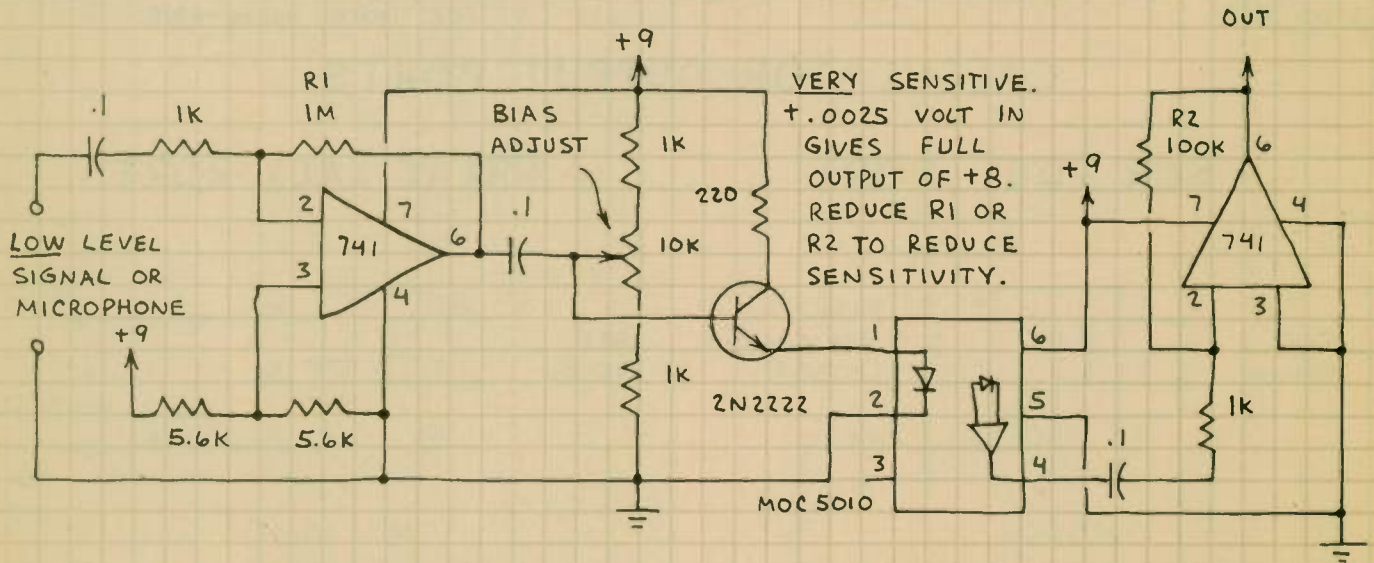 OUT
+9
R1
1M
.1
1K
BIAS
ADJUST
1K
VERY SENSITIVE.
+.0025 VOLT IN
GIVES FULL
OUTPUT OF +8.
REDUCE R1 OR
R2 TO REDUCE
SENSITIVITY.
R2
100K
6
+9
7
4
741
2
3
220
2
7
741
6
3
4
.1
10K
LOW LEVEL
SIGNAL OR
MICROPHONE
+9
5.6K
5.6K
1K
2N2222
1
2
3
6
5
4
MOC 5010
.1
1K